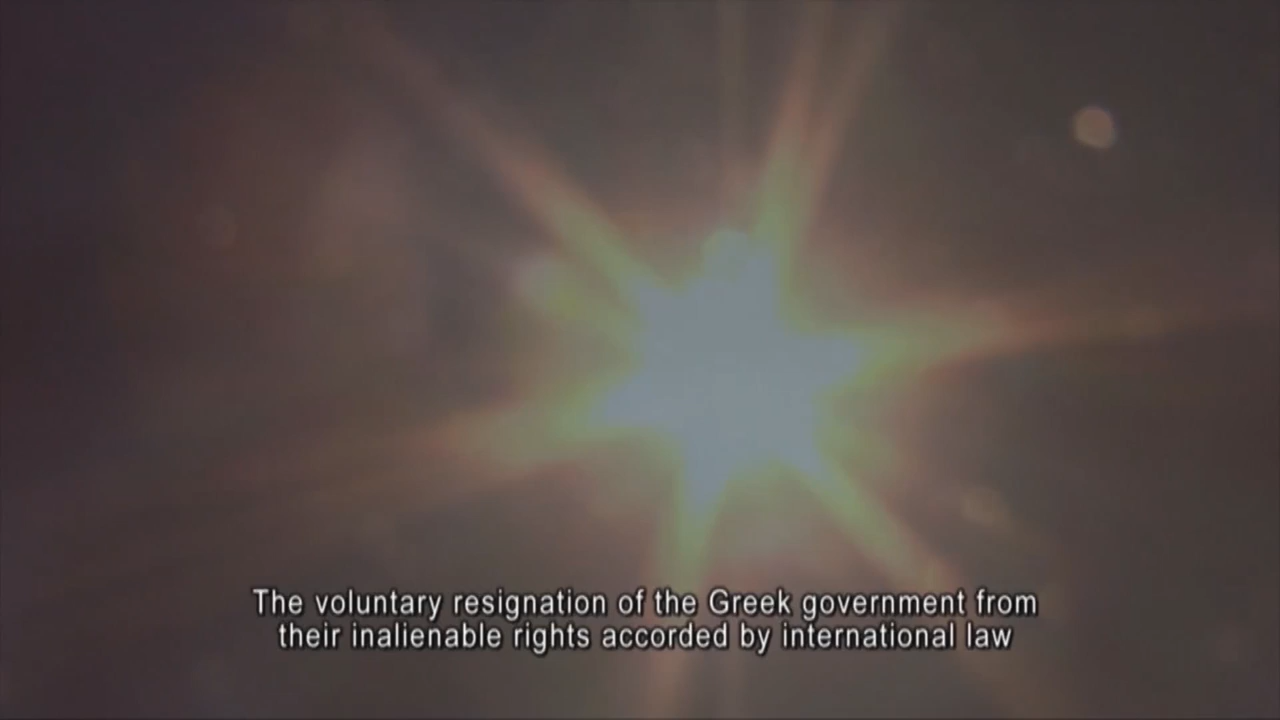 The voluntary resignation of the Greek government from
their inalienable rights accorded by international law